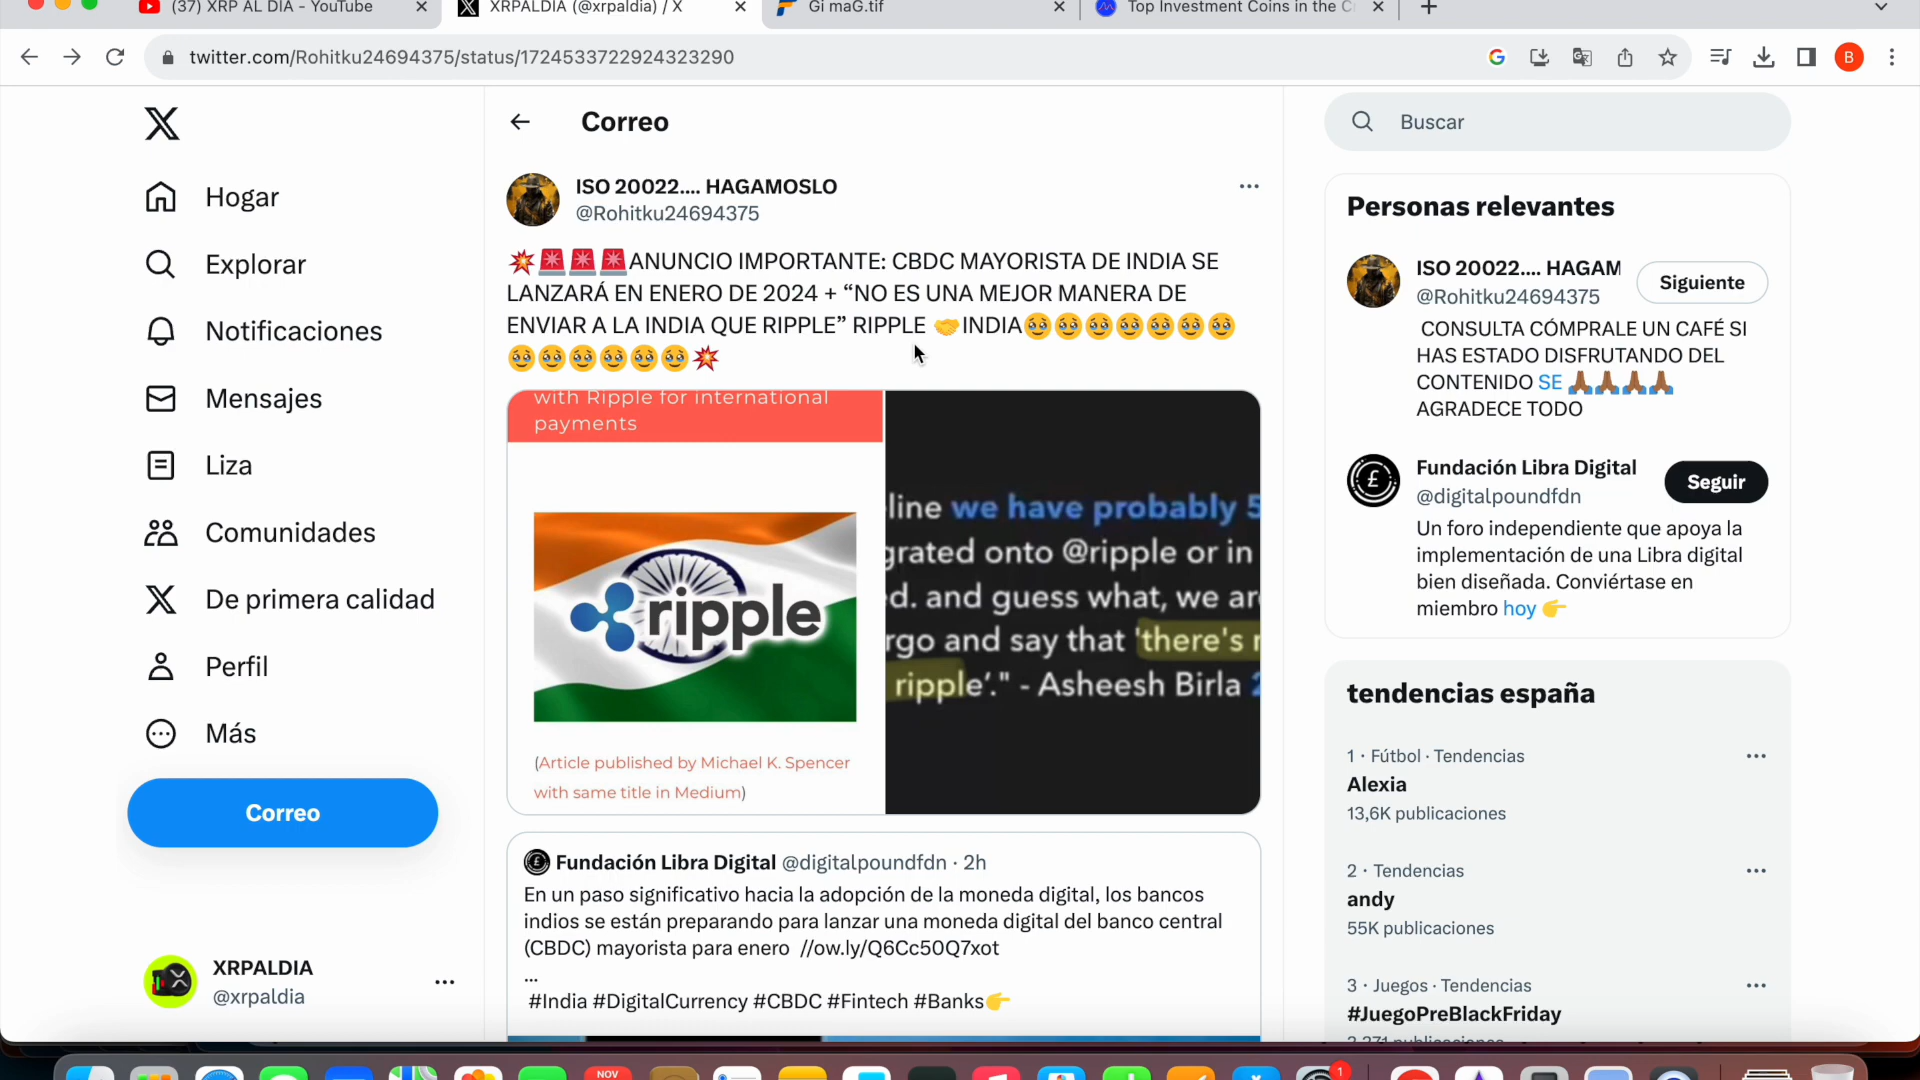 (37) XRP AL DIA - YouTube
XRPALDIA (@xrpaldia) / X
Gi maG.tif
Top Investment Coins in the C
twitter.com/Rohitku24694375/status/1724533722924323290
B
Hogar
Explorar
Notificaciones
Mensajes
Liza
Comunidades
De primera calidad
Perfil
Más
Correo
XRPALDIA
@xrpaldia
Correo
ISO 20022.... HAGAMOSLO
@Rohitku24694375
💥🚨🚨🚨ANUNCIO IMPORTANTE: CBDC MAYORISTA DE INDIA SE
LANZARÁ EN ENERO DE 2024 + “NO ES UNA MEJOR MANERA DE
ENVIAR A LA INDIA QUE RIPPLE” RIPPLE 🤝INDIA🥹🥹🥹🥹🥹🥹🥹
🥹🥹🥹🥹🥹🥹💥
with Ripple for international
payments
ripple
(Article published by Michael K. Spencer
with same title in Medium)
line we have probably 5
grated onto @ripple or in
d. and guess what, we are
rgo and say that 'there's
ripple'." - Asheesh Birla
Fundación Libra Digital @digitalpoundfdn · 2h
En un paso significativo hacia la adopción de la moneda digital, los bancos
indios se están preparando para lanzar una moneda digital del banco central
(CBDC) mayorista para enero //ow.ly/Q6Cc50Q7xot
...
#India #DigitalCurrency #CBDC #Fintech #Banks👉
Buscar
Personas relevantes
ISO 20022.... HAGAM
@Rohitku24694375
Siguiente
CONSULTA CÓMPRALE UN CAFÉ SI
HAS ESTADO DISFRUTANDO DEL
CONTENIDO SE 🙏🏾🙏🏾🙏🏾🙏🏾
AGRADECE TODO
Fundación Libra Digital
@digitalpoundfdn
Seguir
Un foro independiente que apoya la
implementación de una Libra digital
bien diseñada. Conviértase en
miembro hoy 👉
tendencias españa
1 · Fútbol · Tendencias
Alexia
13,6K publicaciones
2 · Tendencias
andy
55K publicaciones
3 · Juegos · Tendencias
#JuegoPreBlackFriday
2.271 publicaciones
NOV
1